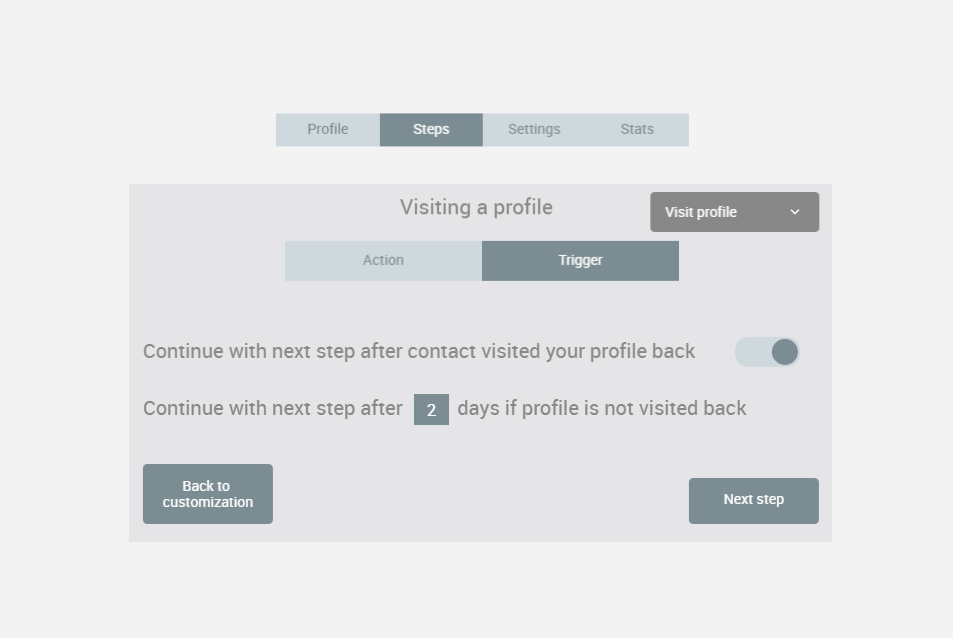 Profile Steps Settings Stats
Visiting a profile
Visit profile
Action Trigger
Continue with next step after contact visited your profile back
Continue with next step after 2 days if profile is not visited back
Back to
customization
Next step